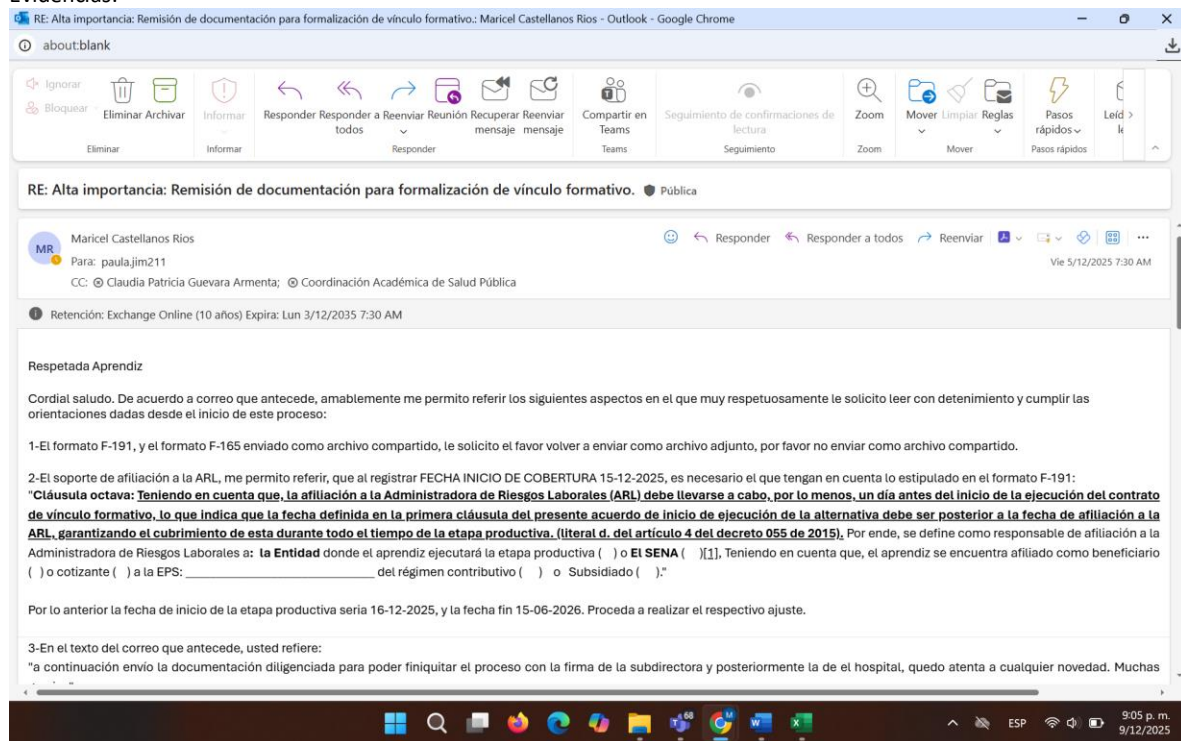 RE: Alta importancia: Remisión de documentación para formalización de vínculo formativo.: Maricel Castellanos Rios - Outlook - Google Chrome
about:blank
Ignorar
Bloquear
Eliminar
Archivar
Informar
Responder
Responder a todos
Reenviar
Reunión
Recuperar mensaje
Reenviar mensaje
Compartir en Teams
Seguimiento de confirmaciones de lectura
Zoom
Mover
Limpiar
Reglas
Pasos rápidos
Eliminar
Informar
Responder
Teams
Seguimiento
Zoom
Mover
Pasos rápidos
RE: Alta importancia: Remisión de documentación para formalización de vínculo formativo. Pública
MR
Maricel Castellanos Rios
Responder Responder a todos Reenviar
Para: paula.jim211
Vie 5/12/2025 7:30 AM
CC: Claudia Patricia Guevara Armenta; Coordinación Académica de Salud Pública
Retención: Exchange Online (10 años) Expira: Lun 3/12/2035 7:30 AM
Respetada Aprendiz
Cordial saludo. De acuerdo a correo que antecede, amablemente me permito referir los siguientes aspectos en el que muy respetuosamente le solicito leer con detenimiento y cumplir las
orientaciones dadas desde el inicio de este proceso:
1-El formato F-191, y el formato F-165 enviado como archivo compartido, le solicito el favor volver a enviar como archivo adjunto, por favor no enviar como archivo compartido.
2-El soporte de afiliación a la ARL, me permito referir, que al registrar FECHA INICIO DE COBERTURA 15-12-2025, es necesario el que tengan en cuenta lo estipulado en el formato F-191:
"Cláusula octava: Teniendo en cuenta que, la afiliación a la Administradora de Riesgos Laborales (ARL) debe llevarse a cabo, por lo menos, un día antes del inicio de la ejecución del contrato
de vínculo formativo, lo que indica que la fecha definida en la primera cláusula del presente acuerdo de inicio de ejecución de la alternativa debe ser posterior a la fecha de afiliación a la
ARL, garantizando el cubrimiento de esta durante todo el tiempo de la etapa productiva. (literal d. del artículo 4 del decreto 055 de 2015). Por ende, se define como responsable de afiliación a la
Administradora de Riesgos Laborales a: la Entidad donde el aprendiz ejecutará la etapa productiva ( ) o El SENA ( )[1], Teniendo en cuenta que, el aprendiz se encuentra afiliado como beneficiario
( ) o cotizante ( ) a la EPS: ____________________ del régimen contributivo ( ) o Subsidiado ( )."
Por lo anterior la fecha de inicio de la etapa productiva seria 16-12-2025, y la fecha fin 15-06-2026. Proceda a realizar el respectivo ajuste.
3-En el texto del correo que antecede, usted refiere:
"a continuación envío la documentación diligenciada para poder finiquitar el proceso con la firma de la subdirectora y posteriormente la de el hospital, quedo atenta a cualquier novedad. Muchas
68
ESP
9:05 p. m.
9/12/2025